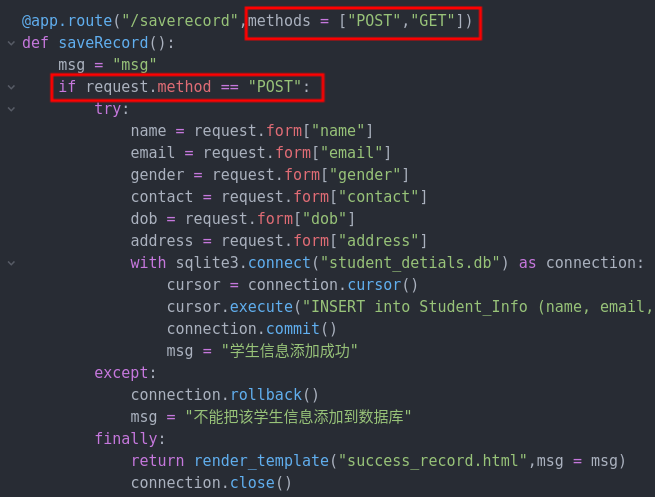 @app.route("/saverecord",methods = ["POST","GET"])
def saveRecord():
    msg = "msg"
    if request.method == "POST":
        try:
            name = request.form["name"]
            email = request.form["email"]
            gender = request.form["gender"]
            contact = request.form["contact"]
            dob = request.form["dob"]
            address = request.form["address"]
            with sqlite3.connect("student_detials.db") as connection:
                cursor = connection.cursor()
                cursor.execute("INSERT into Student_Info (name, email,
                connection.commit()
                msg = "学生信息添加成功"
        except:
            connection.rollback()
            msg = "不能把该学生信息添加到数据库"
        finally:
            return render_template("success_record.html",msg = msg)
            connection.close()